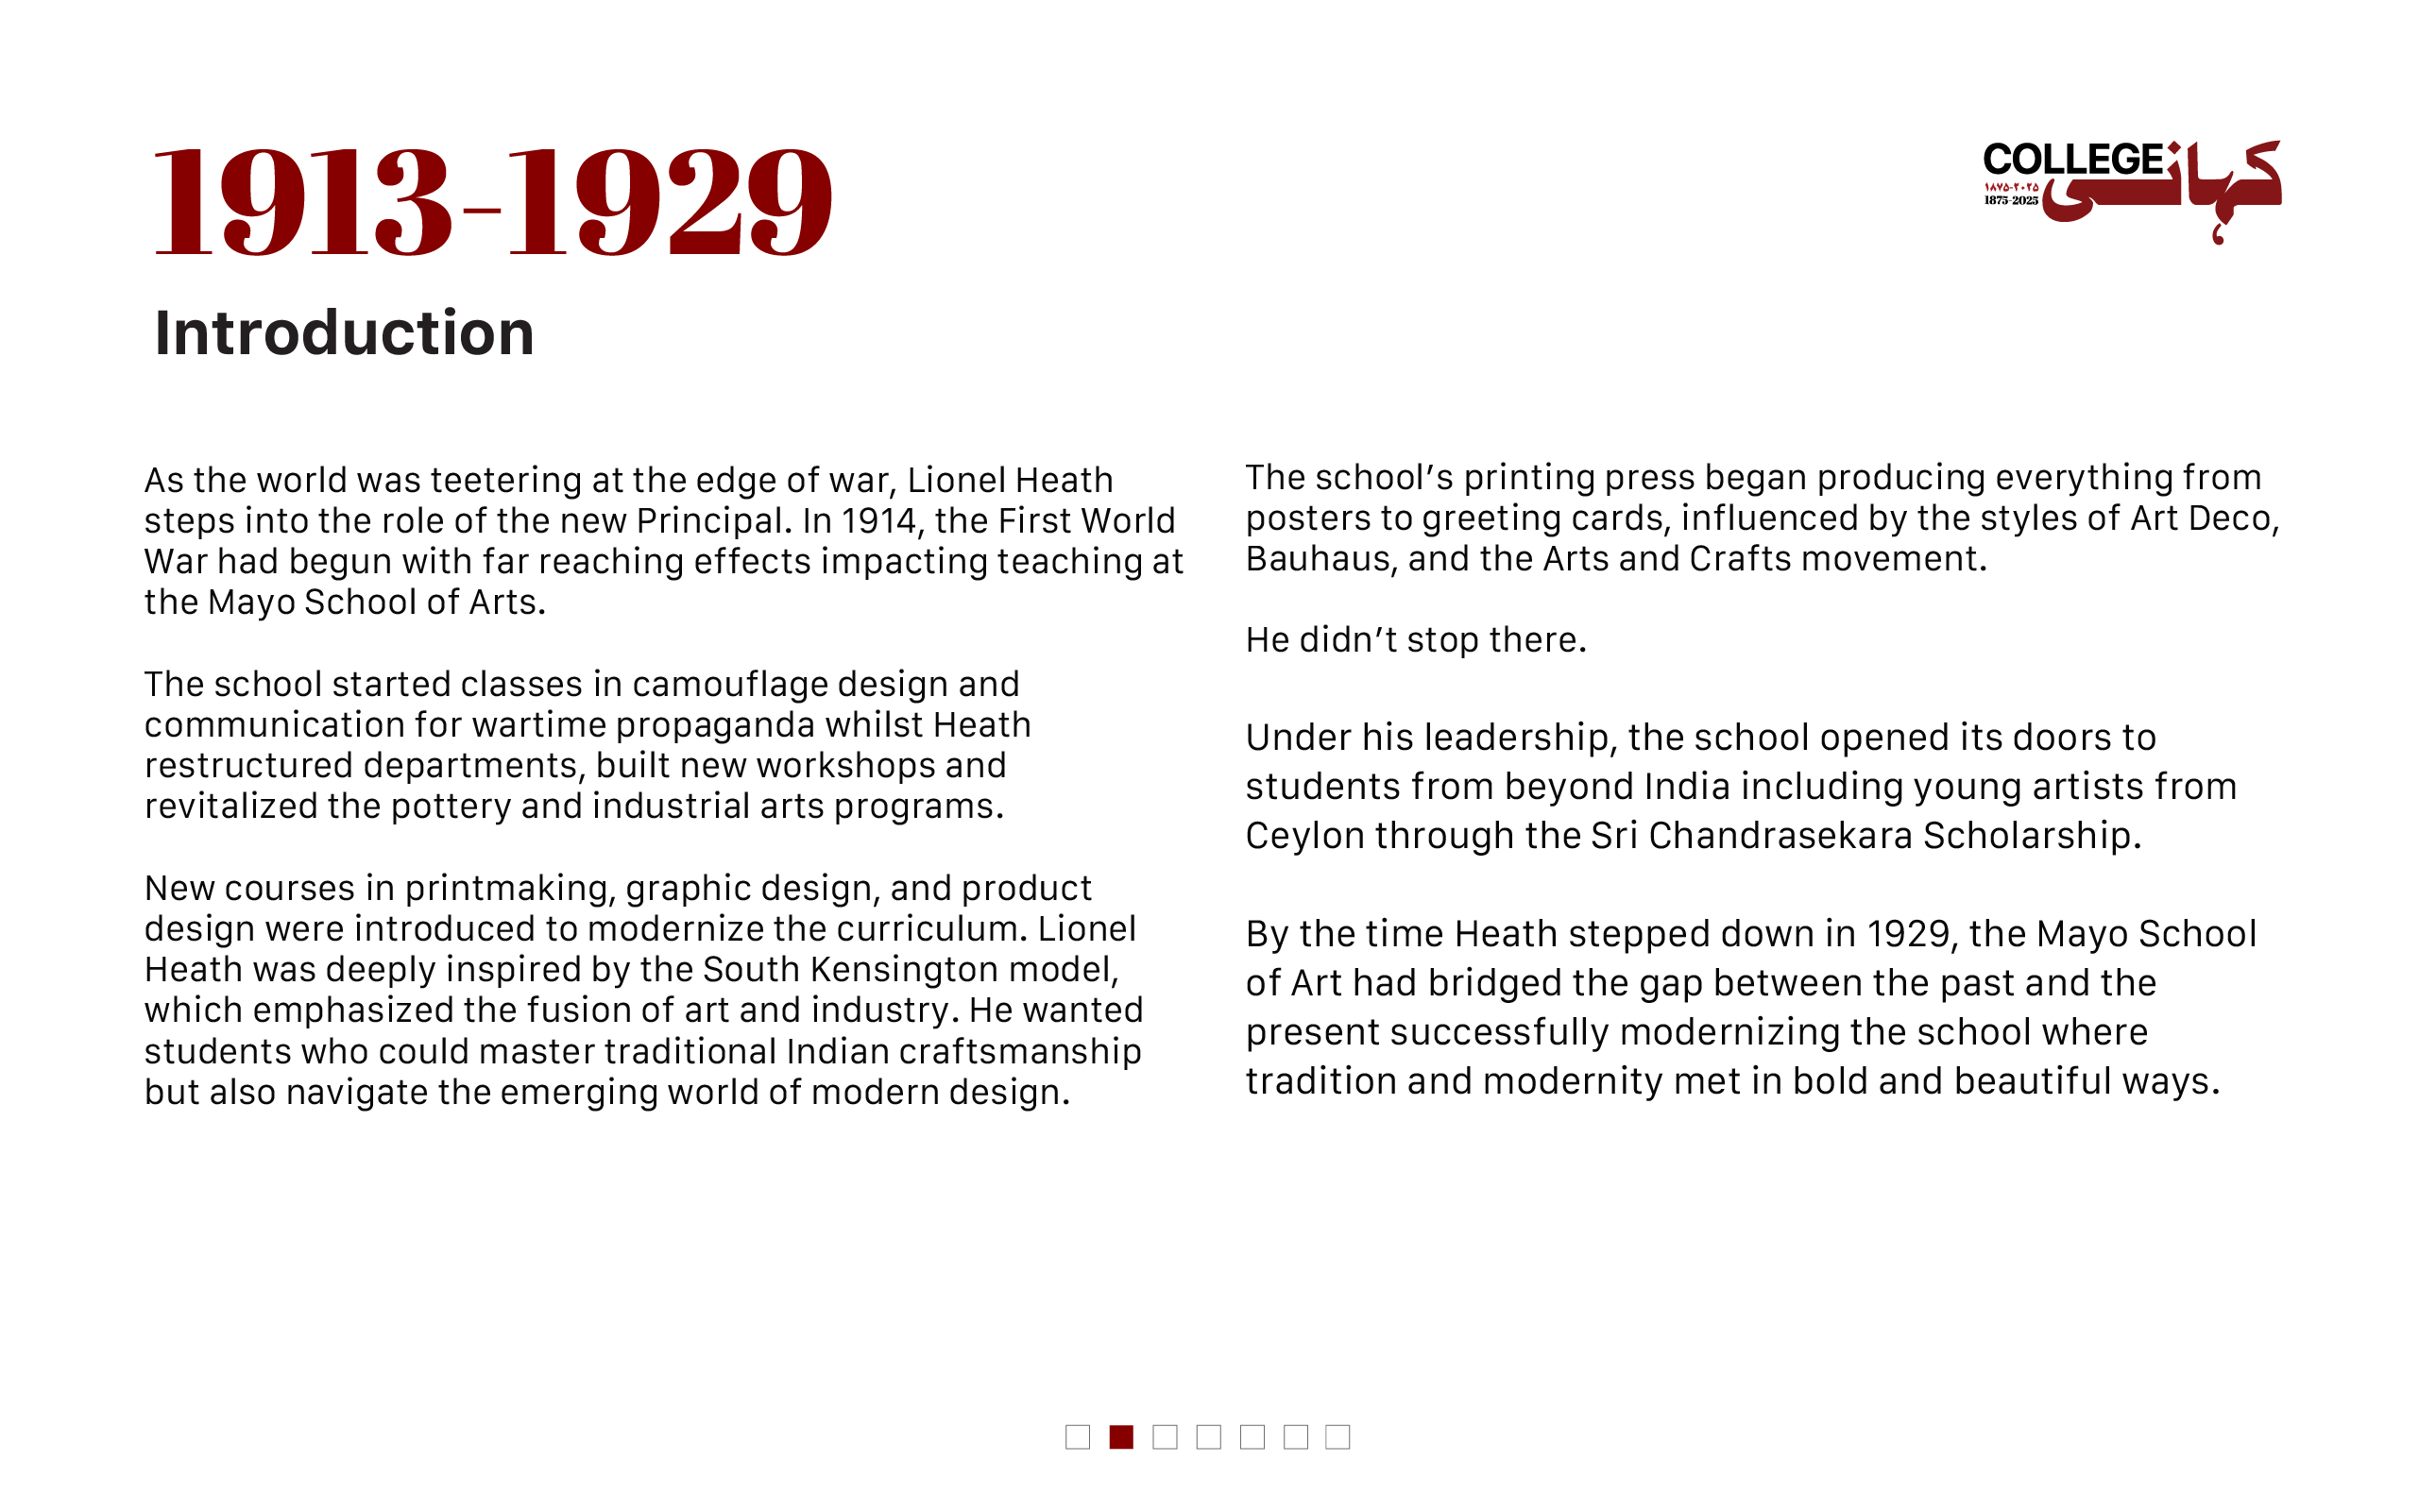 1913-1929
COLLEGE کہانی
۱۸۷۵-۲۰۲۵
1875-2025
Introduction
As the world was teetering at the edge of war, Lionel Heath
steps into the role of the new Principal. In 1914, the First World
War had begun with far reaching effects impacting teaching at
the Mayo School of Arts.
The school started classes in camouflage design and
communication for wartime propaganda whilst Heath
restructured departments, built new workshops and
revitalized the pottery and industrial arts programs.
New courses in printmaking, graphic design, and product
design were introduced to modernize the curriculum. Lionel
Heath was deeply inspired by the South Kensington model,
which emphasized the fusion of art and industry. He wanted
students who could master traditional Indian craftsmanship
but also navigate the emerging world of modern design.
The school’s printing press began producing everything from
posters to greeting cards, influenced by the styles of Art Deco,
Bauhaus, and the Arts and Crafts movement.
He didn’t stop there.
Under his leadership, the school opened its doors to
students from beyond India including young artists from
Ceylon through the Sri Chandrasekara Scholarship.
By the time Heath stepped down in 1929, the Mayo School
of Art had bridged the gap between the past and the
present successfully modernizing the school where
tradition and modernity met in bold and beautiful ways.